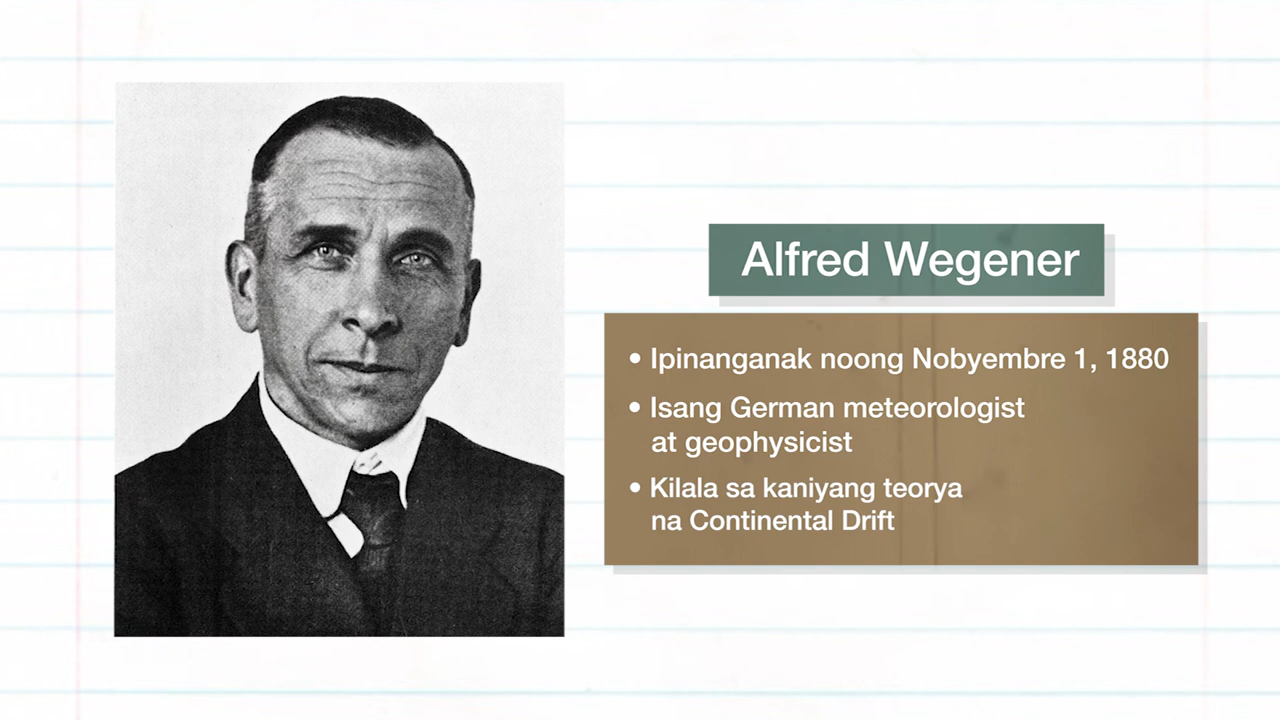 Alfred Wegener
• Ipinanganak noong Nobyembre 1, 1880
• Isang German meteorologist
at geophysicist
• Kilala sa kaniyang teorya
na Continental Drift